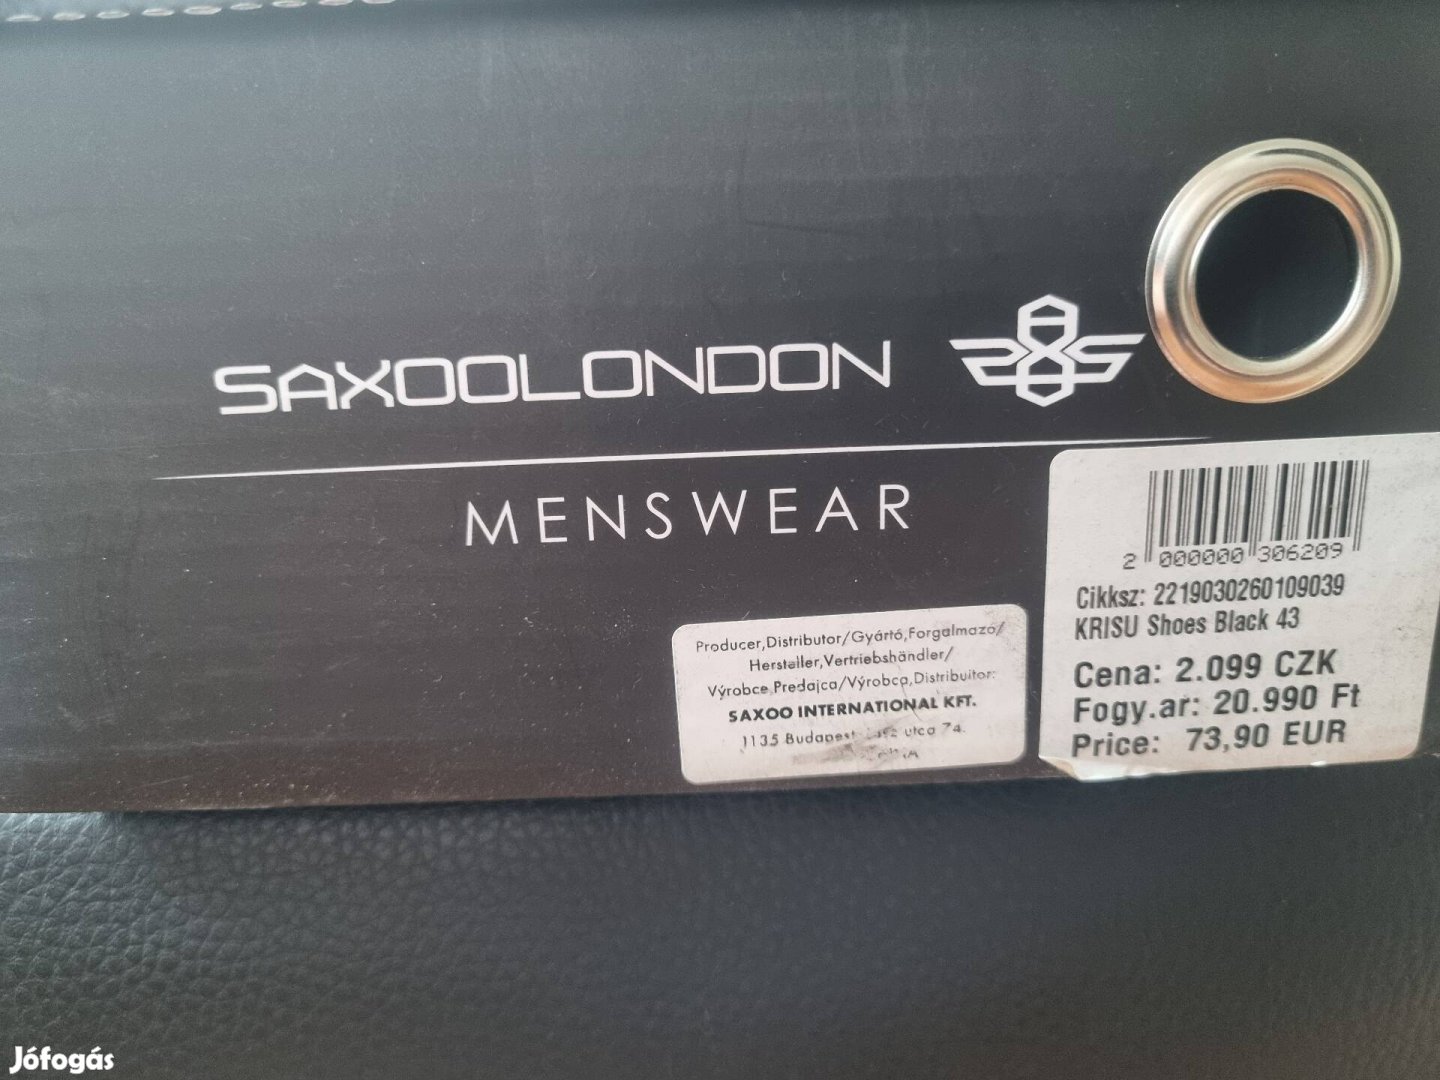 SAXOOLONDON
MENSWEAR
2 000000 306209
Cikksz: 2219030260109039
KRISU Shoes Black 43
Cena: 2.099 CZK
Fogy.ar: 20.990 Ft
Price: 73,90 EUR
Producer,Distributor/Gyártó,Forgalmazó/
Hersteller,Vertriebshändler/
Výrobce,Predajca/Výrobca,Distribuitor:
SAXOO INTERNATIONAL KFT.
1135 Budapest utca 74.
Jófogás